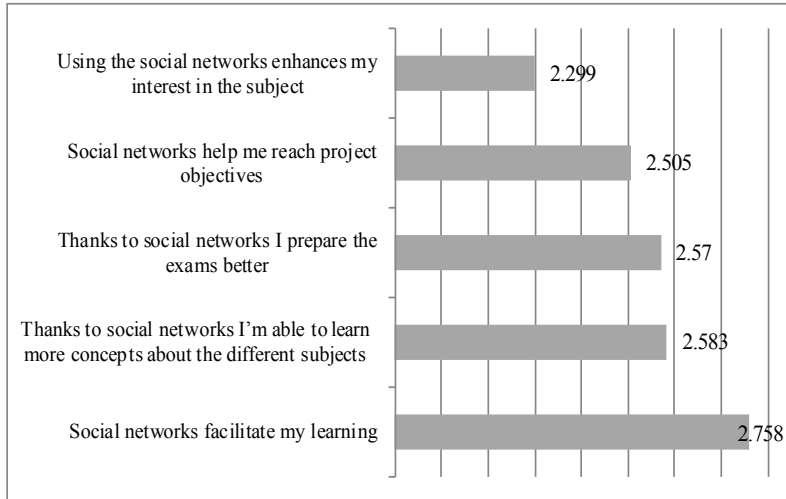 Using the social networks enhances my
interest in the subject
2.299
Social networks help me reach project
objectives
2.505
Thanks to social networks I prepare the
exams better
2.57
Thanks to social networks I’m able to learn
more concepts about the different subjects
2.583
Social networks facilitate my learning
2.758